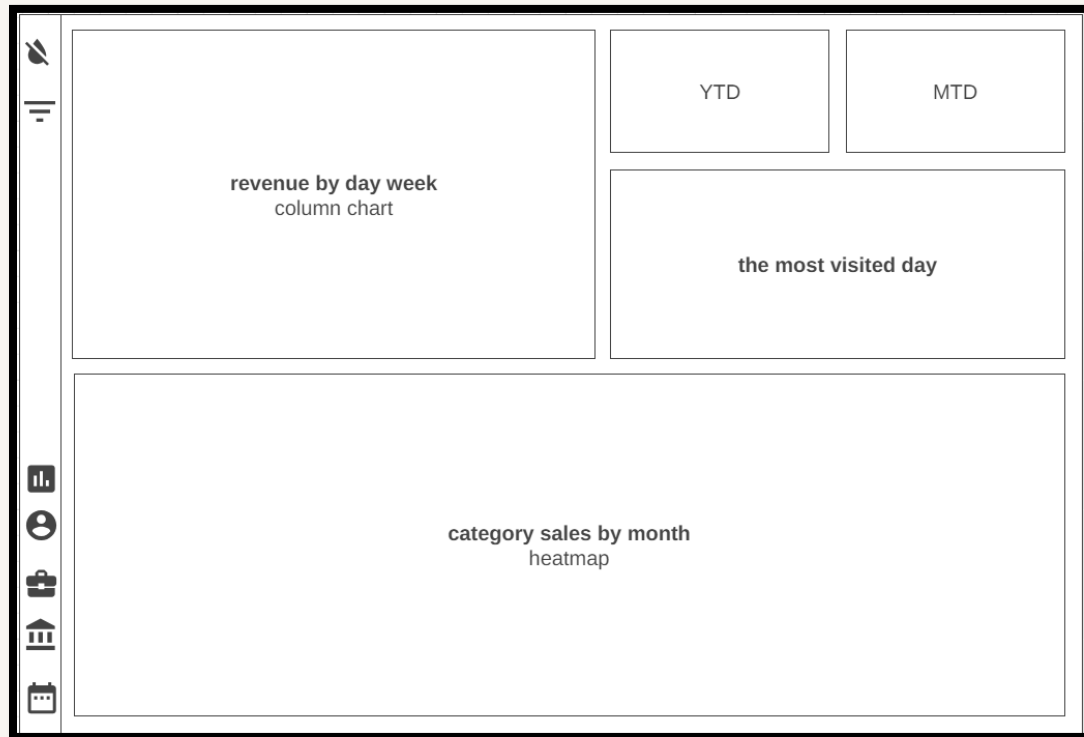 revenue by day week
column chart
YTD
MTD
the most visited day
category sales by month
heatmap